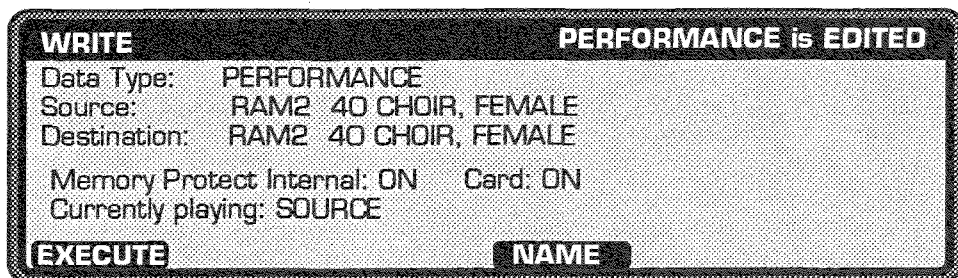 WRITE PERFORMANCE is EDITED
Data Type: PERFORMANCE
Source: RAM2 40 CHOIR, FEMALE
Destination: RAM2 40 CHOIR, FEMALE
Memory Protect Internal: ON Card: ON
Currently playing: SOURCE
EXECUTE NAME